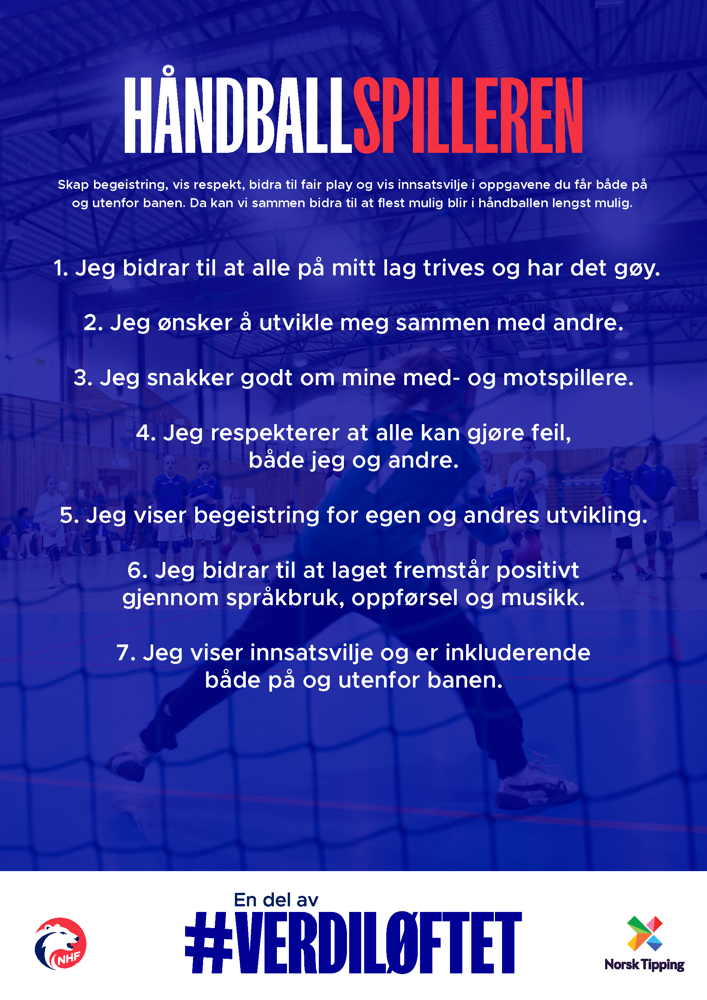 HÅNDBALLSPILLEREN
Skap begeistring, vis respekt, bidra til fair play og vis innsatsvilje i oppgavene du får både på
og utenfor banen. Da kan vi sammen bidra til at flest mulig blir i håndballen lengst mulig.
1. Jeg bidrar til at alle på mitt lag trives og har det gøy.
2. Jeg ønsker å utvikle meg sammen med andre.
3. Jeg snakker godt om mine med- og motspillere.
4. Jeg respekterer at alle kan gjøre feil,
både jeg og andre.
5. Jeg viser begeistring for egen og andres utvikling.
6. Jeg bidrar til at laget fremstår positivt
gjennom språkbruk, oppførsel og musikk.
7. Jeg viser innsatsvilje og er inkluderende
både på og utenfor banen.
En del av
#VERDILØFTET
NHF
Norsk Tipping